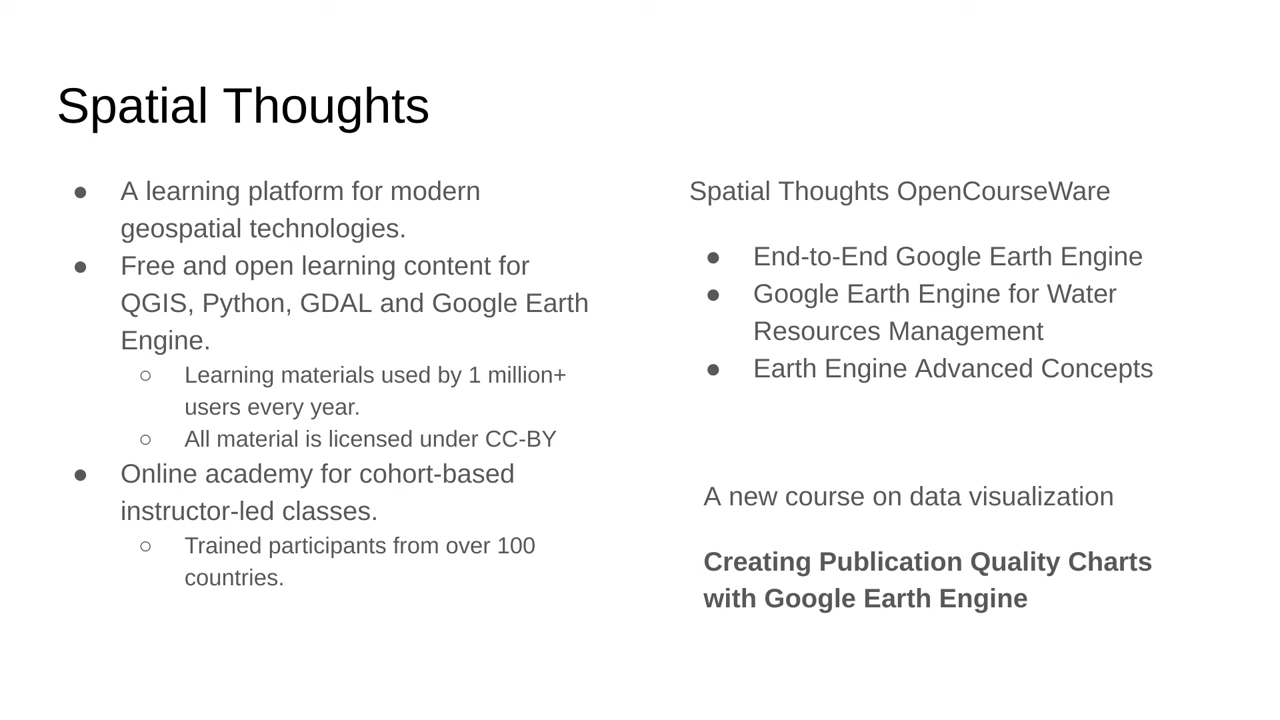 Spatial Thoughts
● A learning platform for modern
geospatial technologies.
● Free and open learning content for
QGIS, Python, GDAL and Google Earth
Engine.
○ Learning materials used by 1 million+
users every year.
○ All material is licensed under CC-BY
● Online academy for cohort-based
instructor-led classes.
○ Trained participants from over 100
countries.
Spatial Thoughts OpenCourseWare
● End-to-End Google Earth Engine
● Google Earth Engine for Water
Resources Management
● Earth Engine Advanced Concepts
A new course on data visualization
Creating Publication Quality Charts
with Google Earth Engine